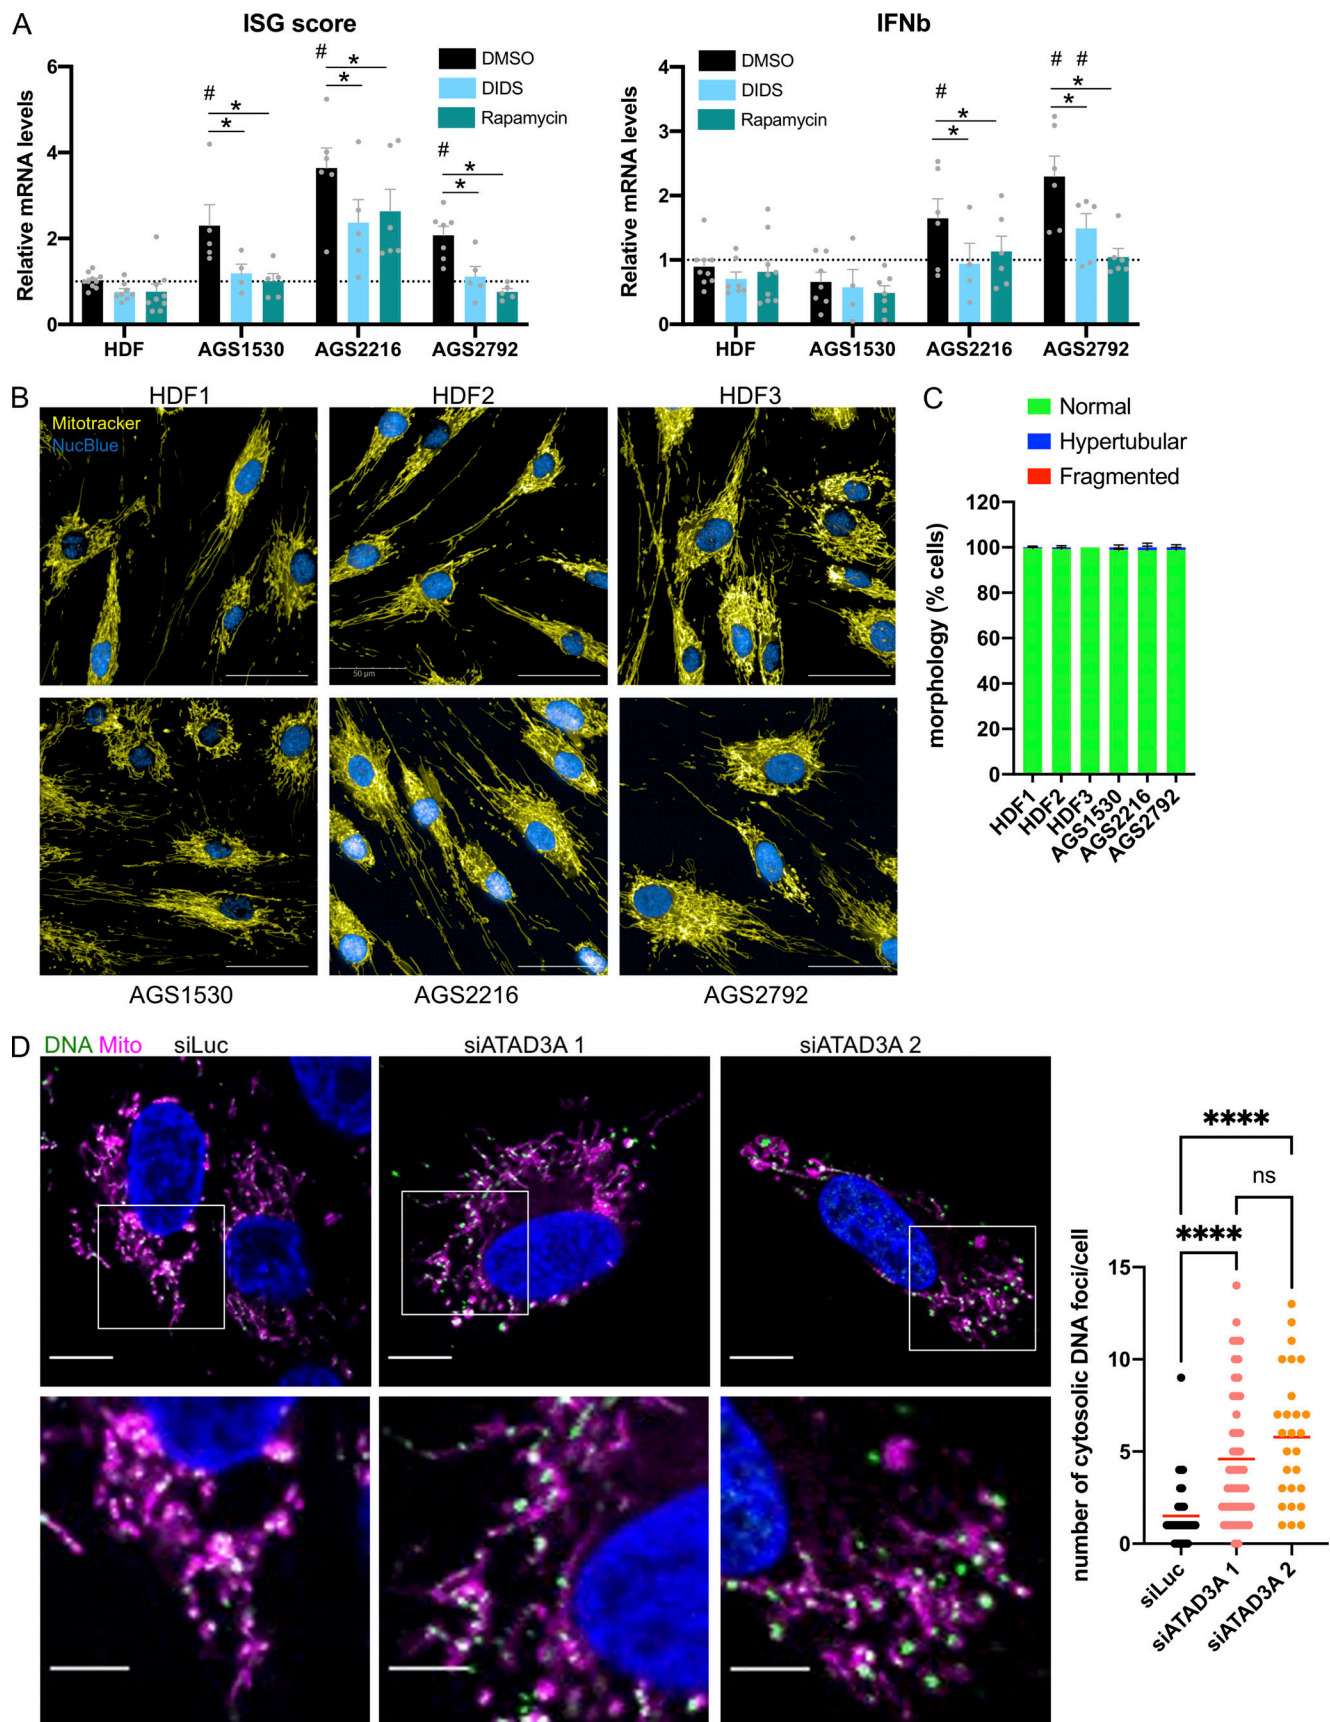 A
ISG score
Relative mRNA levels
6
4
2
0
DMSO
DIDS
Rapamycin
#
*
*
#
*
*
#
*
*
HDF
AGS1530
AGS2216
AGS2792
IFNb
Relative mRNA levels
4
3
2
1
0
DMSO
DIDS
Rapamycin
#
*
*
# #
*
*
HDF
AGS1530
AGS2216
AGS2792
B
HDF1
HDF2
HDF3
Mitotracker
NucBlue
50 µm
AGS1530
AGS2216
AGS2792
C
Normal
Hypertubular
Fragmented
morphology (% cells)
120
100
80
60
40
20
0
HDF1
HDF2
HDF3
AGS1530
AGS2216
AGS2792
D
DNA Mito
siLuc
siATAD3A 1
siATAD3A 2
number of cytosolic DNA foci/cell
****
ns
****
15
10
5
0
siLuc
siATAD3A 1
siATAD3A 2